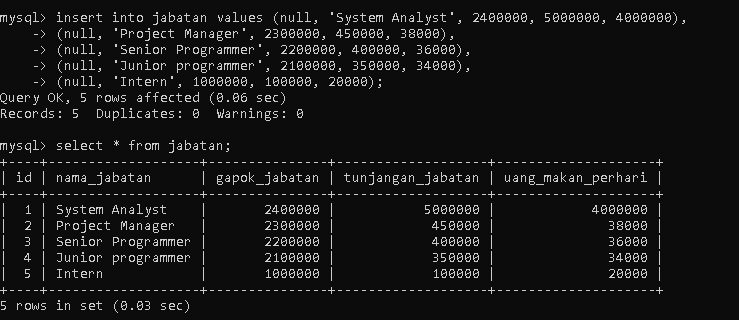 mysql> insert into jabatan values (null, 'System Analyst', 2400000, 5000000, 4000000),
    -> (null, 'Project Manager', 2300000, 450000, 38000),
    -> (null, 'Senior Programmer', 2200000, 400000, 36000),
    -> (null, 'Junior programmer', 2100000, 350000, 34000),
    -> (null, 'Intern', 1000000, 100000, 20000);
Query OK, 5 rows affected (0.06 sec)
Records: 5  Duplicates: 0  Warnings: 0

mysql> select * from jabatan;
+----+-------------------+---------------+-------------------+--------------------+
| id | nama_jabatan      | gapok_jabatan | tunjangan_jabatan | uang_makan_perhari |
+----+-------------------+---------------+-------------------+--------------------+
|  1 | System Analyst    |       2400000 |           5000000 |            4000000 |
|  2 | Project Manager   |       2300000 |            450000 |              38000 |
|  3 | Senior Programmer |       2200000 |            400000 |              36000 |
|  4 | Junior programmer |       2100000 |            350000 |              34000 |
|  5 | Intern            |       1000000 |            100000 |              20000 |
+----+-------------------+---------------+-------------------+--------------------+
5 rows in set (0.03 sec)